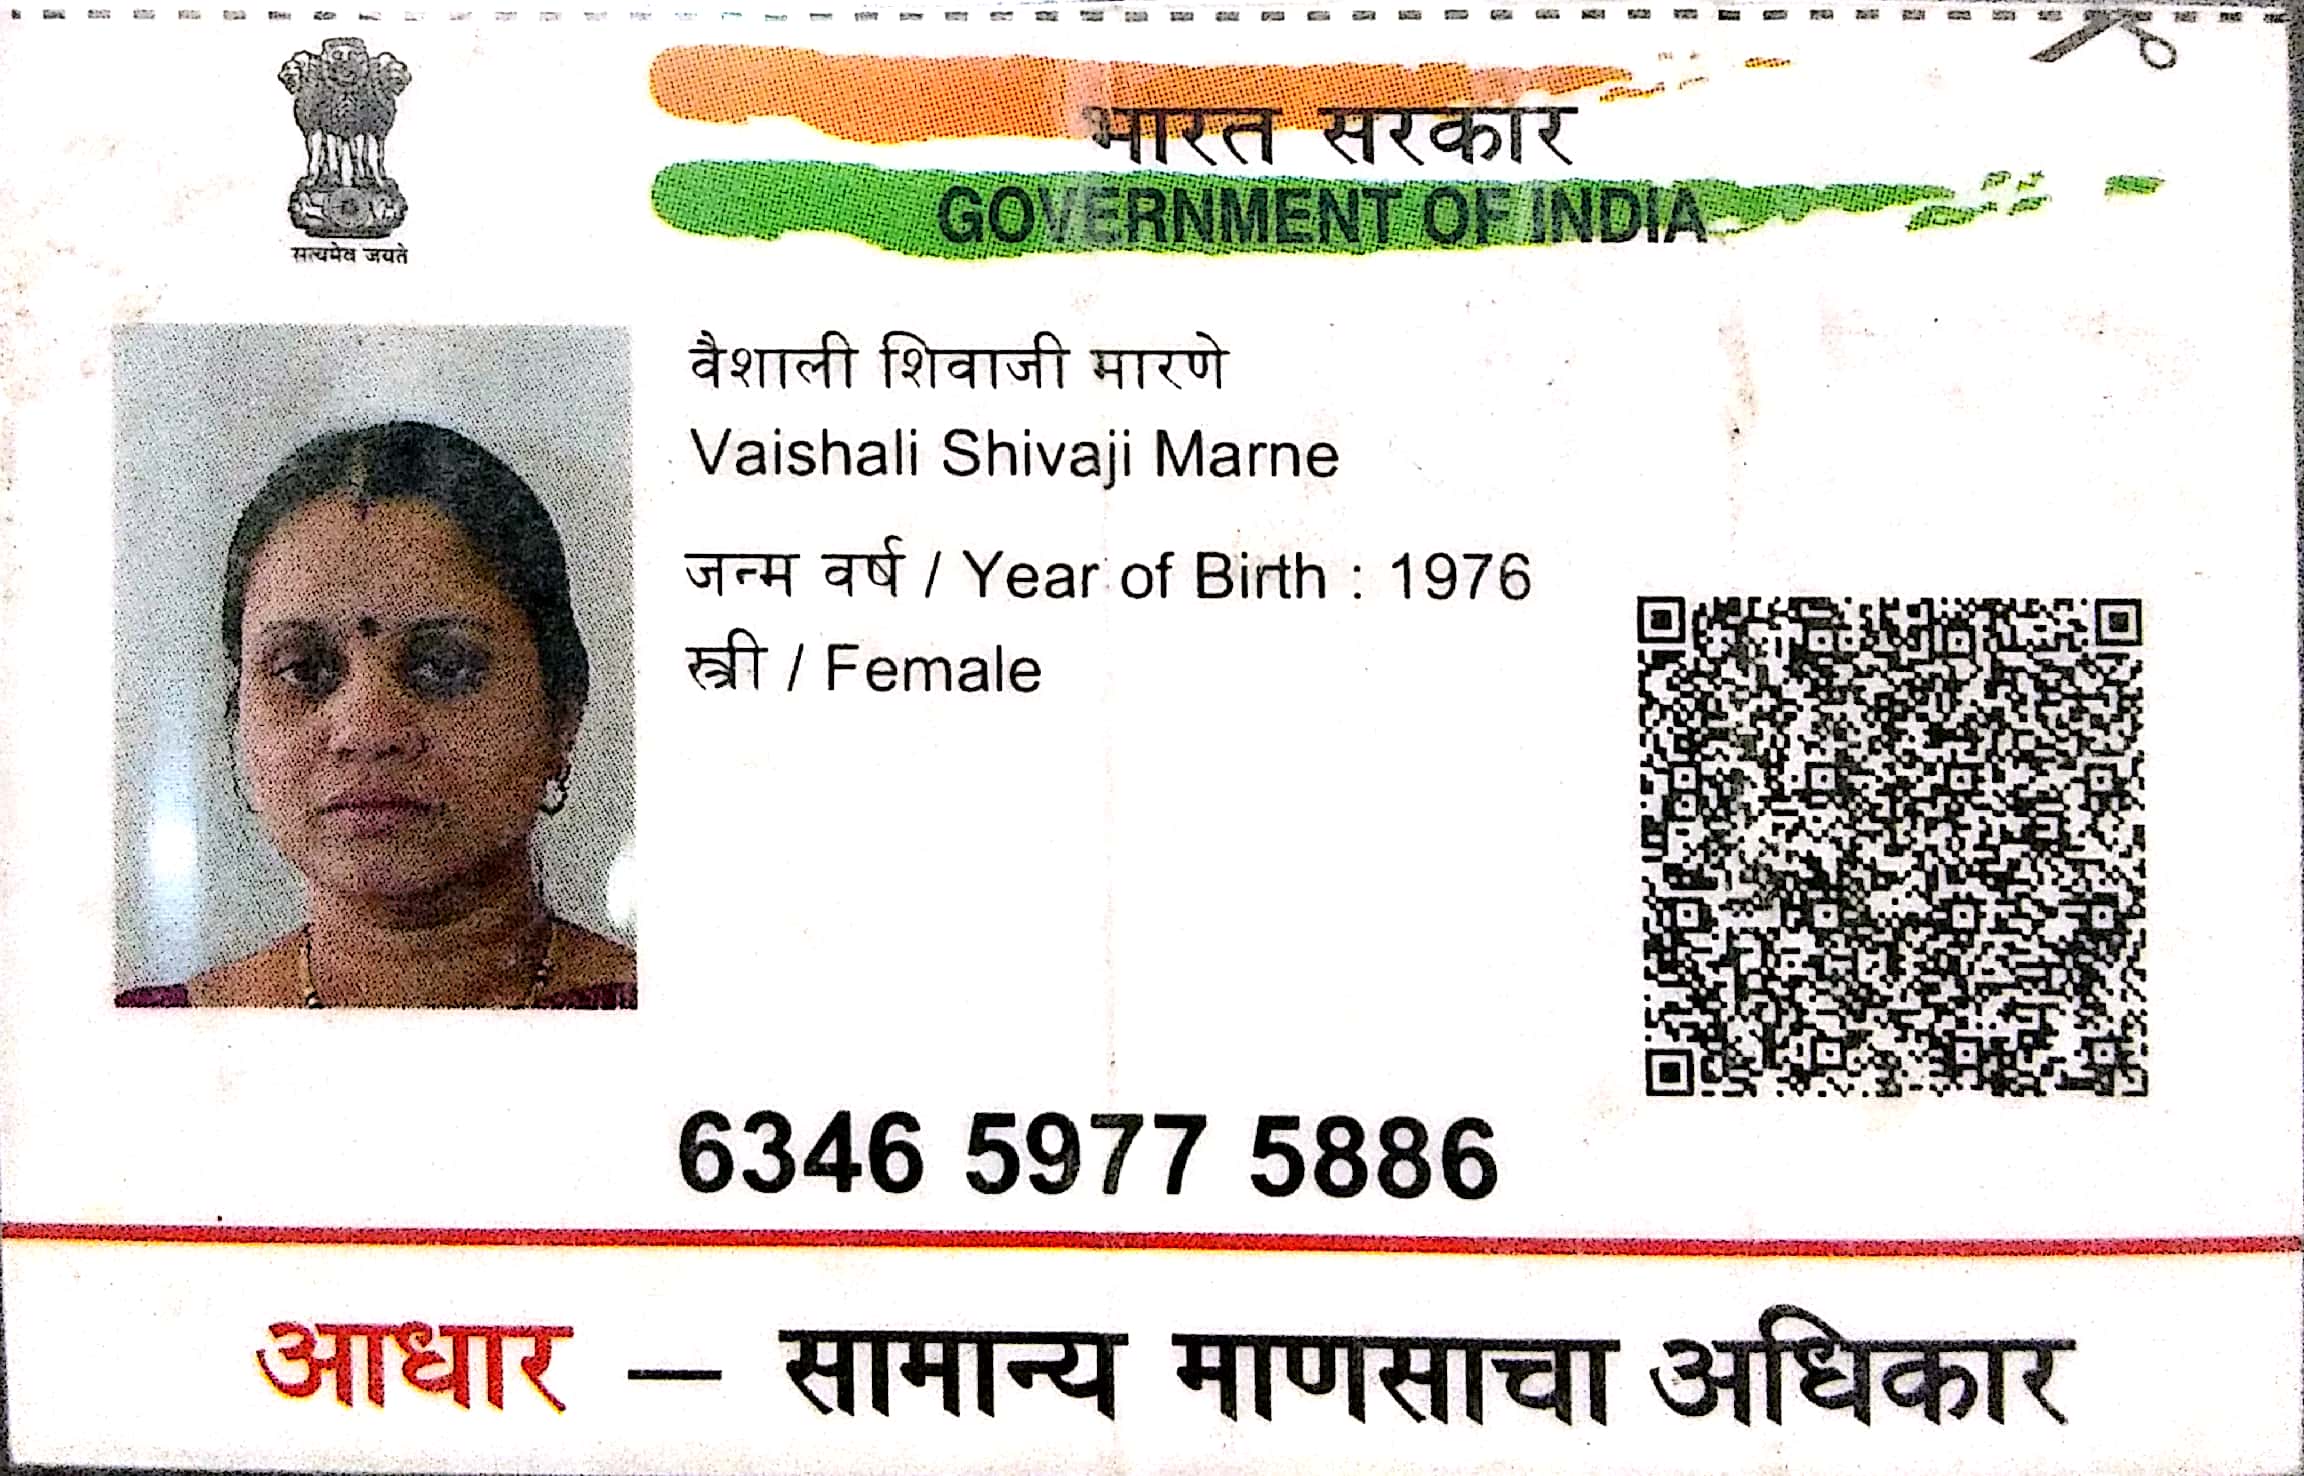 सत्यमेव जयते
भारत सरकार
GOVERNMENT OF INDIA
वैशाली शिवाजी मारणे
Vaishali Shivaji Marne
जन्म वर्ष / Year of Birth : 1976
स्त्री / Female
6346 5977 5886
आधार — सामान्य माणसाचा अधिकार